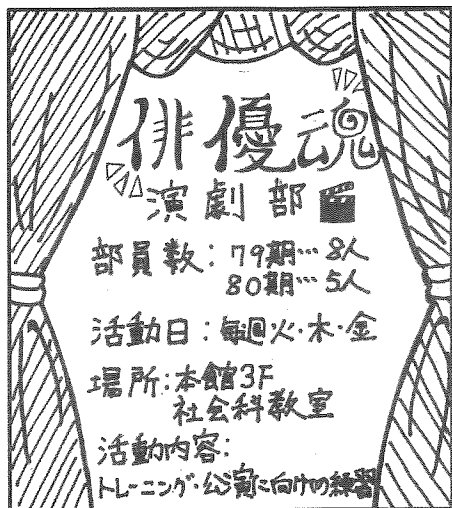 俳優魂
演劇部
部員数：79期…8人
80期…5人
活動日：毎週火・木・金
場所：本館3F
社会科教室
活動内容：
トレーニング・公演に向けの練習